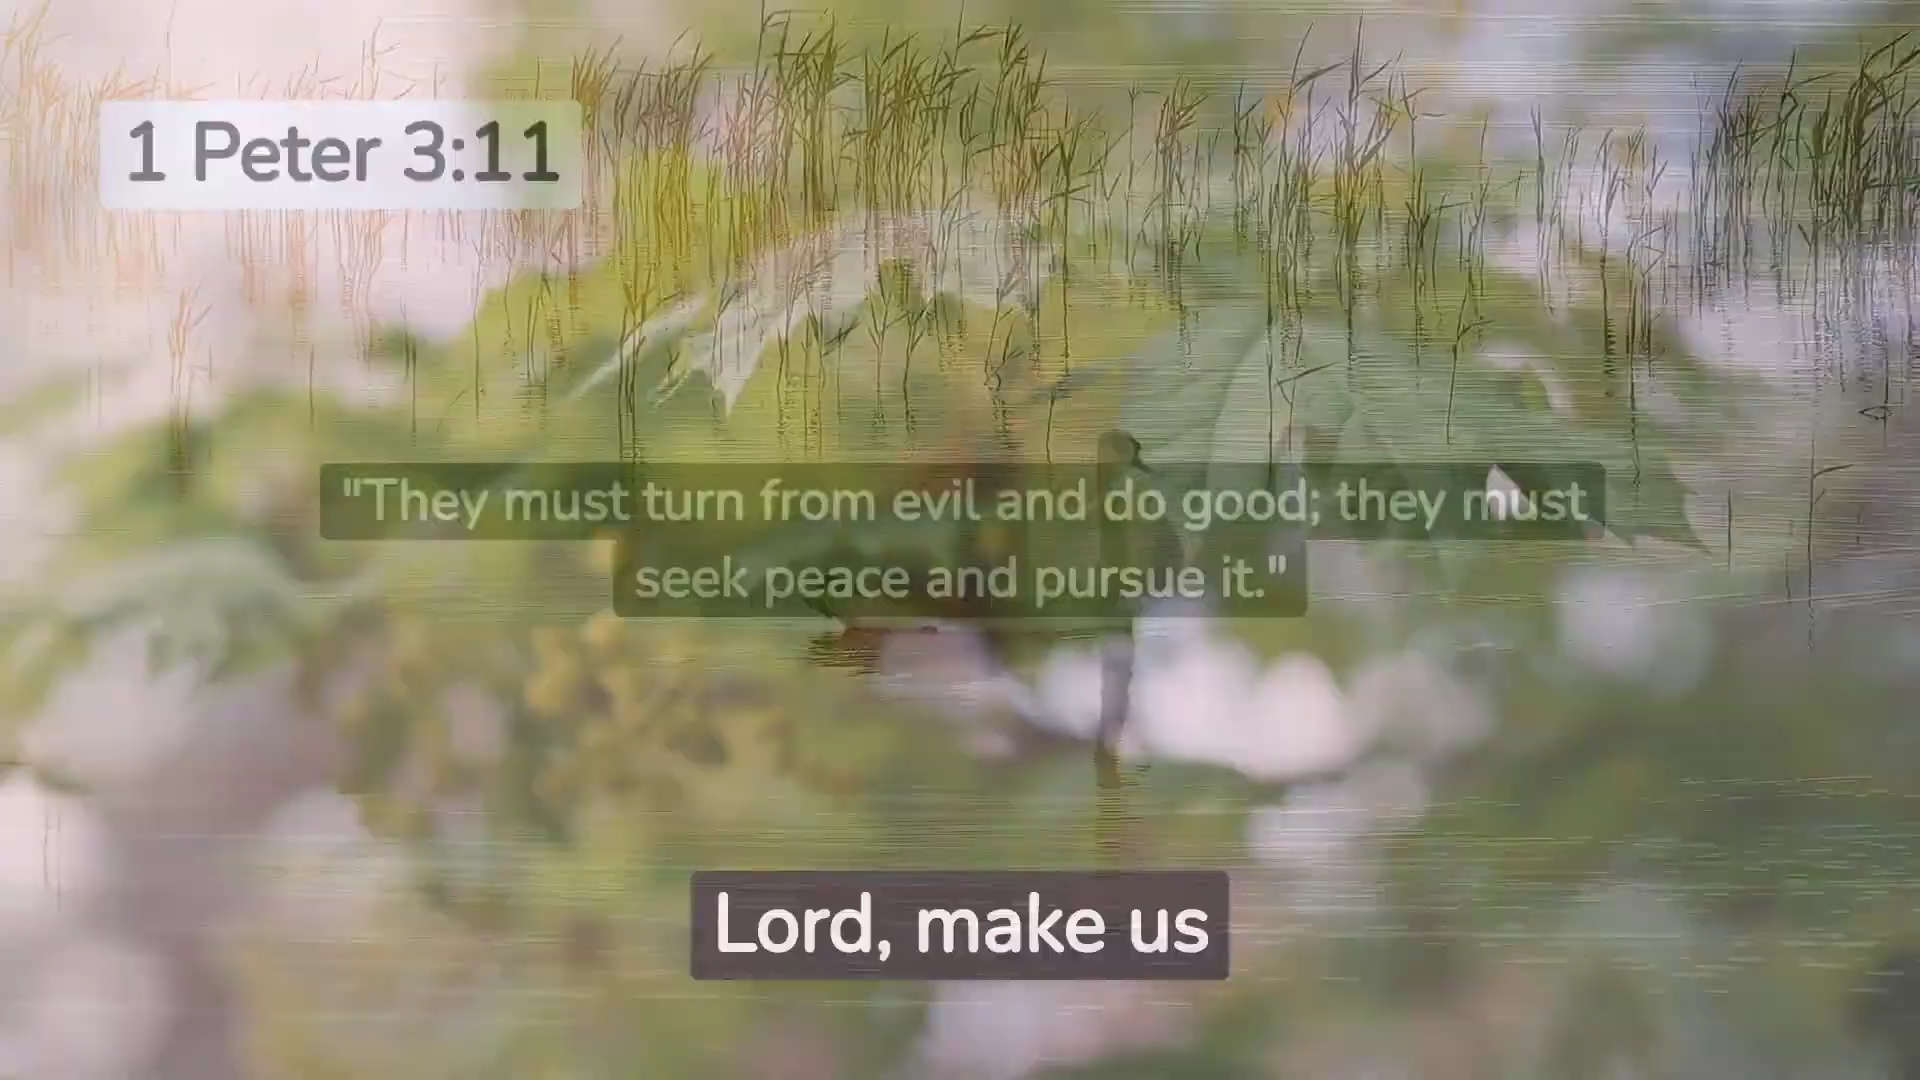 1 Peter 3:11
"They must turn from evil and do good; they must
seek peace and pursue it."
Lord, make us